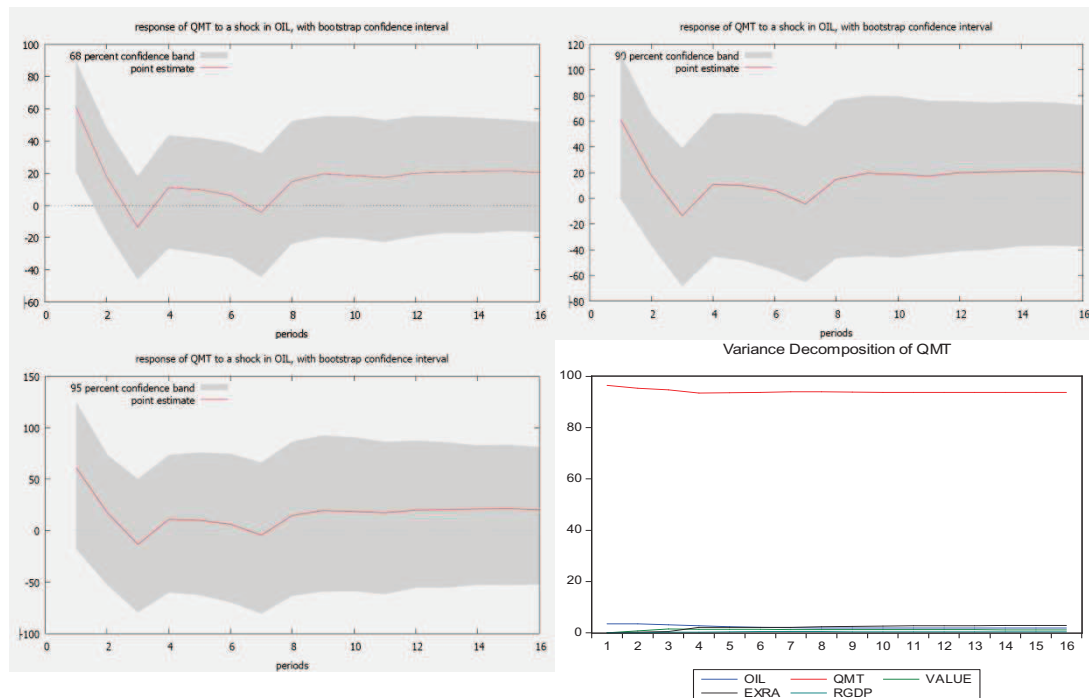 response of QMT to a shock in OIL, with bootstrap confidence interval
68 percent confidence band
point estimate
100
80
60
40
20
0
-20
-40
-60
0 2 4 6 8 10 12 14 16
periods
response of QMT to a shock in OIL, with bootstrap confidence interval
90 percent confidence band
point estimate
120
100
80
60
40
20
0
-20
-40
-60
-80
0 2 4 6 8 10 12 14 16
periods
response of QMT to a shock in OIL, with bootstrap confidence interval
95 percent confidence band
point estimate
150
100
50
0
-50
-100
0 2 4 6 8 10 12 14 16
periods
Variance Decomposition of QMT
100
80
60
40
20
0
1 2 3 4 5 6 7 8 9 10 11 12 13 14 15 16
OIL QMT VALUE
EXRA RGDP